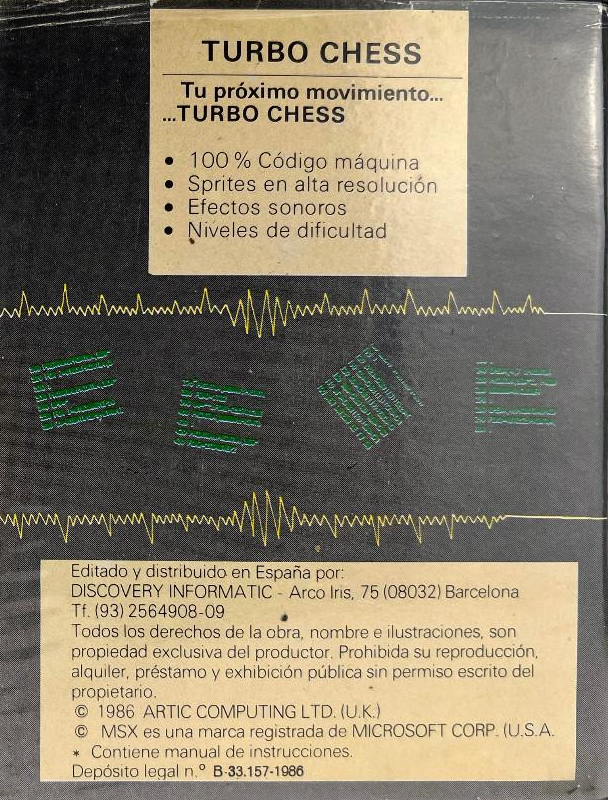 TURBO CHESS
Tu próximo movimiento...
...TURBO CHESS
• 100 % Código máquina
• Sprites en alta resolución
• Efectos sonoros
• Niveles de dificultad
Editado y distribuido en España por:
DISCOVERY INFORMATIC - Arco Iris, 75 (08032) Barcelona
Tf. (93) 2564908-09
Todos los derechos de la obra, nombre e ilustraciones, son
propiedad exclusiva del productor. Prohibida su reproducción,
alquiler, préstamo y exhibición pública sin permiso escrito del
propietario.
© 1986 ARTIC COMPUTING LTD. (U.K.)
© MSX es una marca registrada de MICROSOFT CORP. (U.S.A.
* Contiene manual de instrucciones.
Depósito legal n.º B-33.157-1986